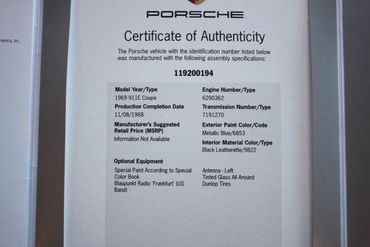 ments, Inc
PORSCHE
Certificate of Authenticity
The Porsche vehicle with the identification number listed below
was manufactured with the following assembly specifications:
119200194
Model Year/Type
1969 911E Coupe
Production Completion Date
11/08/1968
Manufacturer's Suggested
Retail Price (MSRP)
Information Not Available
Engine Number/Type
6290362
Transmission Number/Type
7191270
Exterior Paint Color/Code
Metallic Blue/6853
Interior Material Color/Type
Black Leatherette/9822
Optional Equipment
Special Paint According to Special
Color Book
Blaupunkt Radio 'Frankfurt' (US
Band)
Antenna - Left
Tinted Glass All Around
Dunlop Tires